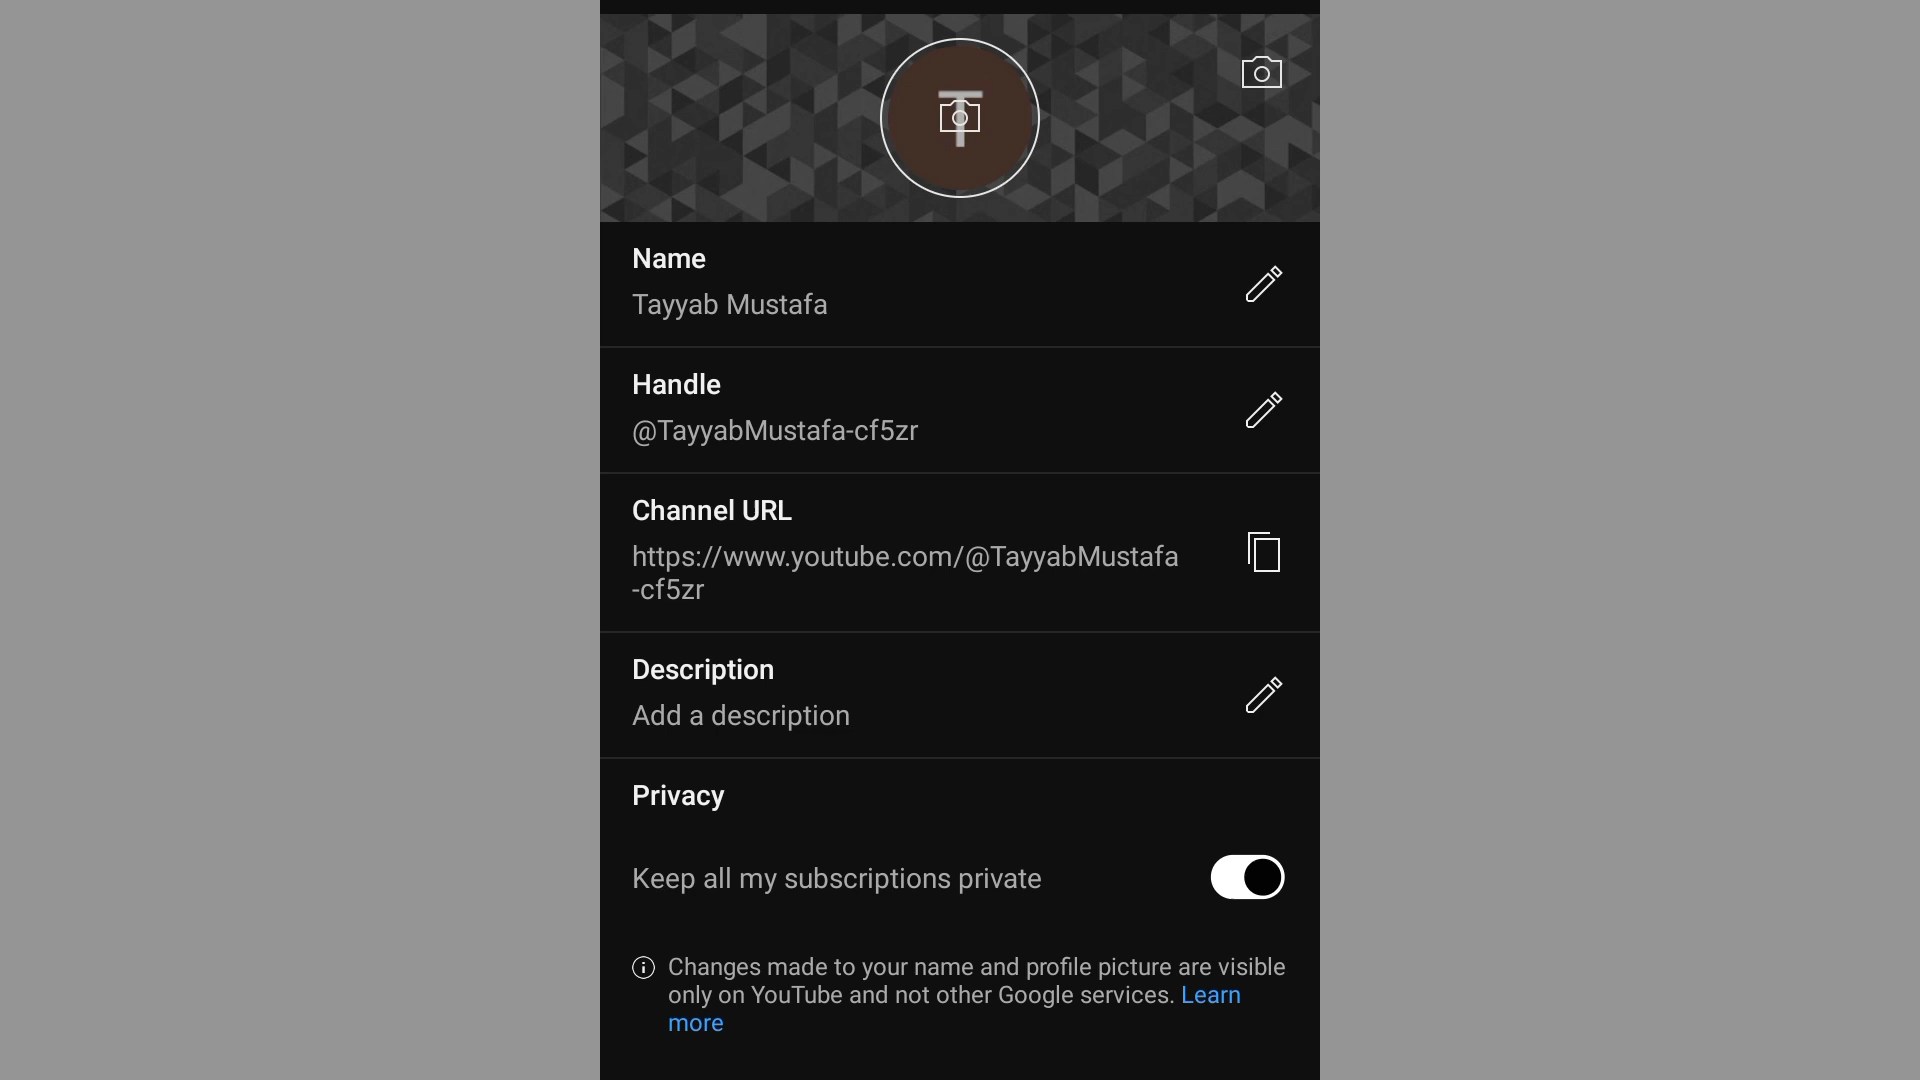 T
Name
Tayyab Mustafa
Handle
@TayyabMustafa-cf5zr
Channel URL
https://www.youtube.com/@TayyabMustafa
-cf5zr
Description
Add a description
Privacy
Keep all my subscriptions private
Changes made to your name and profile picture are visible
only on YouTube and not other Google services. Learn
more